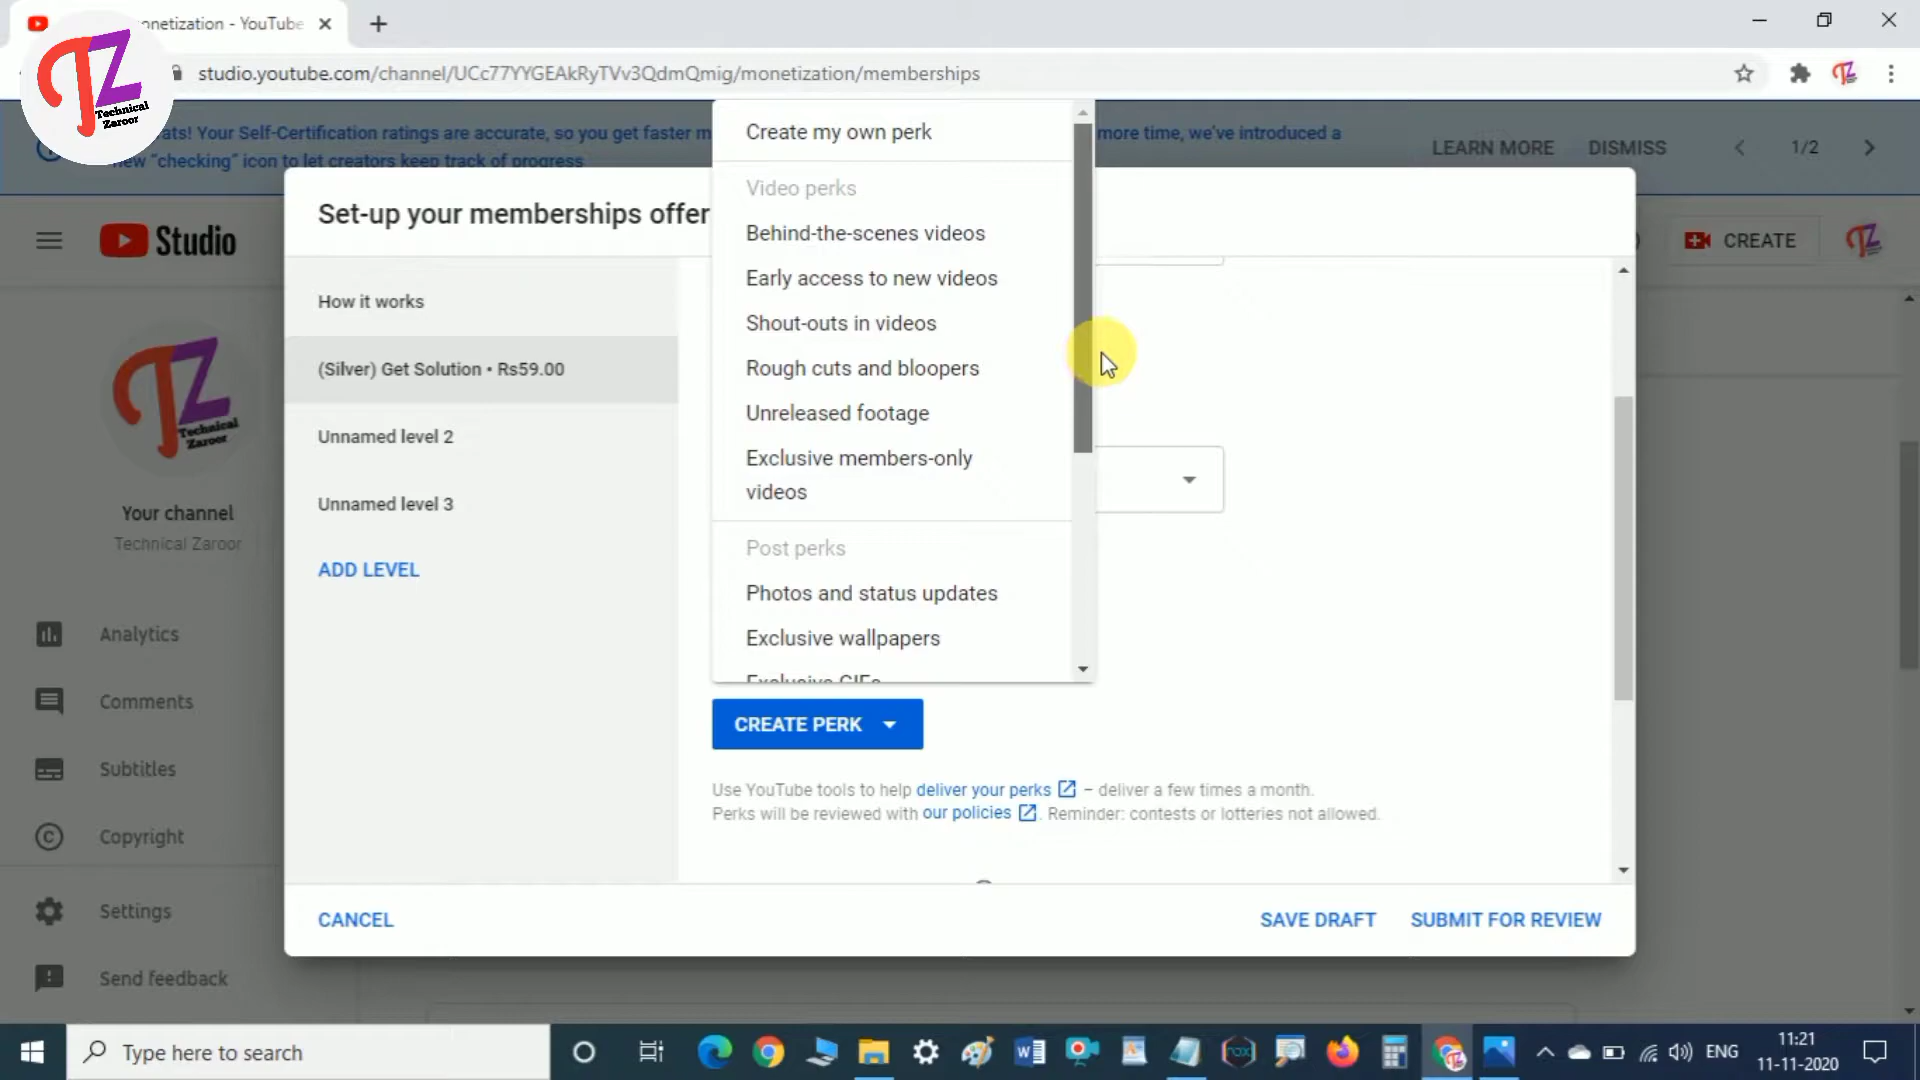 onetization - YouTube
studio.youtube.com/channel/UCc77YYGEAkRyTVv3QdmQmig/monetization/memberships
TZ
Technical
Zaroor
ats! Your Self-Certification ratings are accurate, so you get faster m
more time, we've introduced a
new "checking" icon to let creators keep track of progress
LEARN MORE
DISMISS
1/2
Studio
CREATE
Set-up your memberships offer
How it works
(Silver) Get Solution • Rs59.00
Unnamed level 2
Unnamed level 3
ADD LEVEL
TZ
Technical
Zaroor
Your channel
Technical Zaroor
Analytics
Comments
Subtitles
Copyright
Settings
Send feedback
Create my own perk
Video perks
Behind-the-scenes videos
Early access to new videos
Shout-outs in videos
Rough cuts and bloopers
Unreleased footage
Exclusive members-only
videos
Post perks
Photos and status updates
Exclusive wallpapers
Exclusive GIFs
CREATE PERK
Use YouTube tools to help deliver your perks – deliver a few times a month.
Perks will be reviewed with our policies . Reminder: contests or lotteries not allowed.
CANCEL
SAVE DRAFT
SUBMIT FOR REVIEW
Type here to search
ENG
11:21
11-11-2020